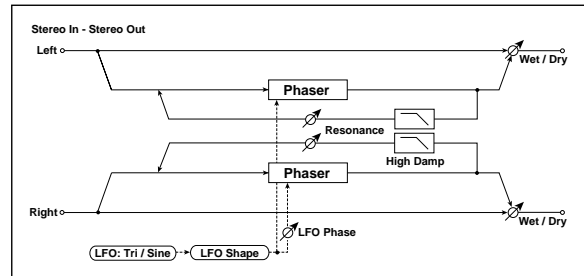 Stereo In - Stereo Out
Left
Wet / Dry
Phaser
Resonance
High Damp
Phaser
Right
Wet / Dry
LFO Phase
LFO: Tri / Sine
LFO Shape